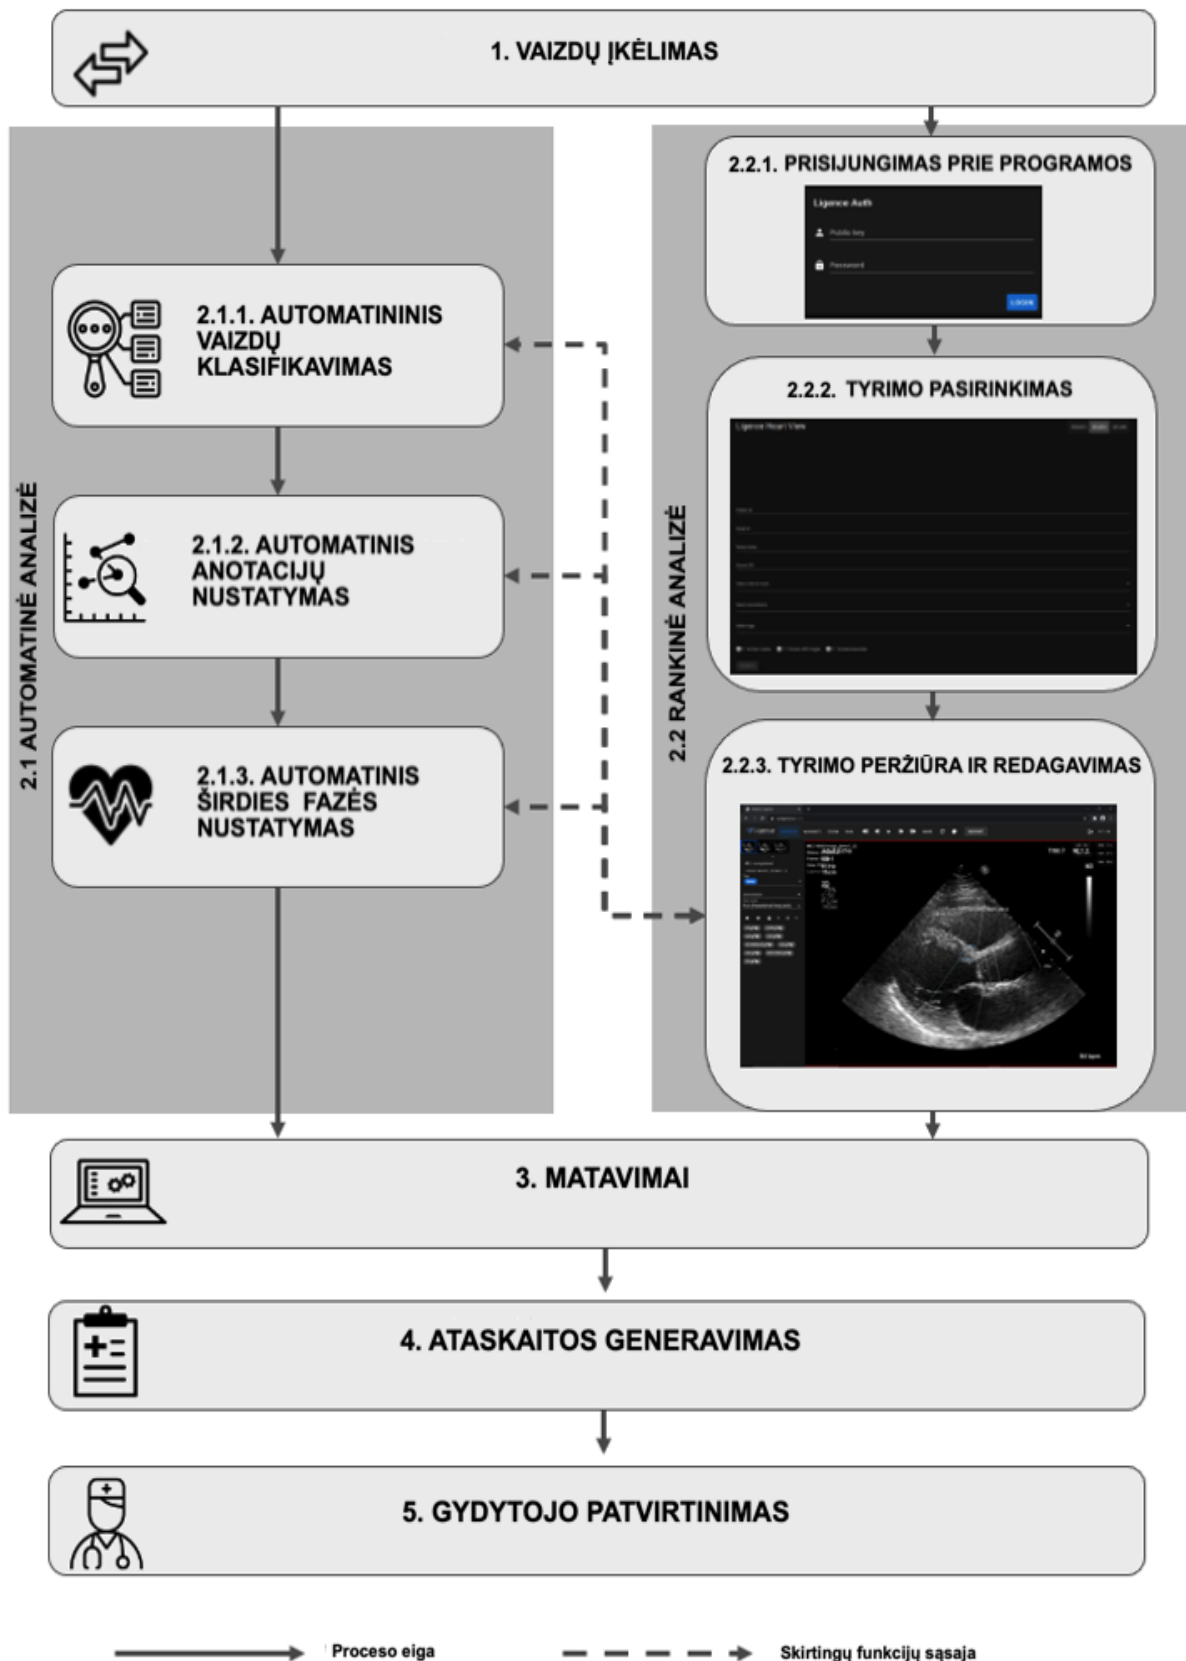 1. VAIZDŲ ĮKĖLIMAS
2.1 AUTOMATINĖ ANALIZĖ
2.1.1. AUTOMATININIS
VAIZDŲ
KLASIFIKAVIMAS
2.1.2. AUTOMATINIS
ANOTACIJŲ
NUSTATYMAS
2.1.3. AUTOMATINIS
ŠIRDIES FAZĖS
NUSTATYMAS
2.2 RANKINĖ ANALIZĖ
2.2.1. PRISIJUNGIMAS PRIE PROGRAMOS
Ligence Auth
Public key
Password
LOGIN
2.2.2. TYRIMO PASIRINKIMAS
Ligence Heart View
2.2.3. TYRIMO PERŽIŪRA IR REDAGAVIMAS
3. MATAVIMAI
4. ATASKAITOS GENERAVIMAS
5. GYDYTOJO PATVIRTINIMAS
Proceso eiga
Skirtingų funkcijų sąsaja